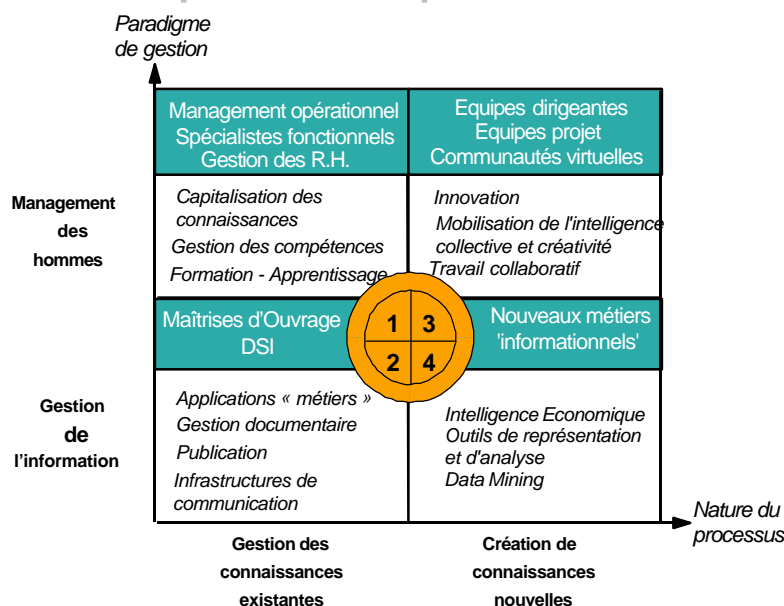 Paradigme
de gestion
Management opérationnel
Spécialistes fonctionnels
Gestion des R.H.
Equipes dirigeantes
Equipes projet
Communautés virtuelles
Management
des
hommes
Capitalisation des
connaissances
Gestion des compétences
Formation - Apprentissage
Innovation
Mobilisation de l'intelligence
collective et créativité
Travail collaboratif
Maîtrises d'Ouvrage
DSI
1 3
2 4
Nouveaux métiers
'informationnels'
Gestion
de
l'information
Applications « métiers »
Gestion documentaire
Publication
Infrastructures de
communication
Intelligence Economique
Outils de représentation
et d'analyse
Data Mining
Nature du
processus
Gestion des
connaissances
existantes
Création de
connaissances
nouvelles